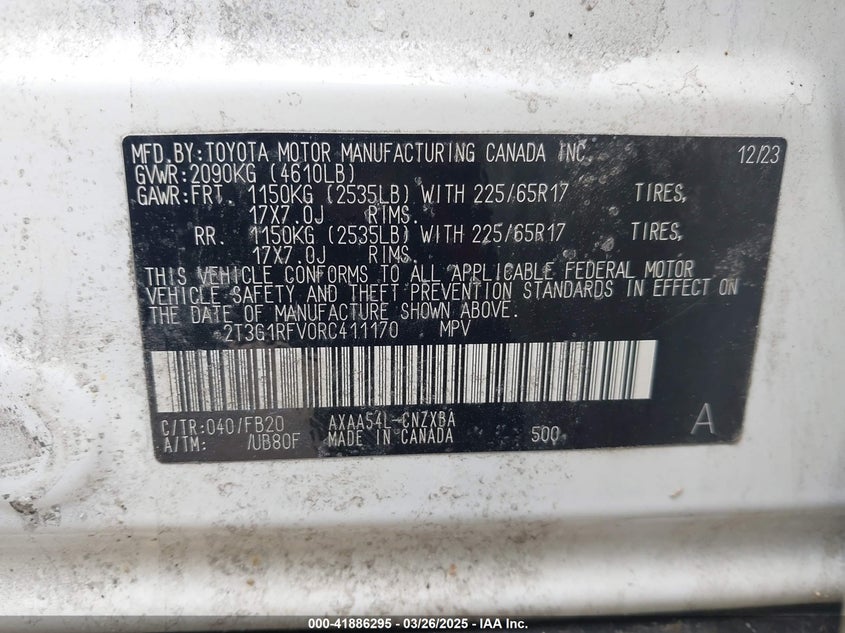 MFD.BY:TOYOTA MOTOR MANUFACTURING CANADA INC. 12/23
GVWR:2090KG (4610LB)
GAWR:FRT. 1150KG (2535LB) WITH 225/65R17 TIRES,
17X7.0J RIMS.
RR. 1150KG (2535LB) WITH 225/65R17 TIRES,
17X7.0J RIMS.
THIS VEHICLE CONFORMS TO ALL APPLICABLE FEDERAL MOTOR
VEHICLE SAFETY AND THEFT PREVENTION STANDARDS IN EFFECT ON
THE DATE OF MANUFACTURE SHOWN ABOVE.
2T3G1RFV0RC411170 MPV
C/TR:040/FB20 AXAA54L-CNZXBA A
A/TM: /UB80F MADE IN CANADA 500
000-41886295 - 03/26/2025 - IAA Inc.